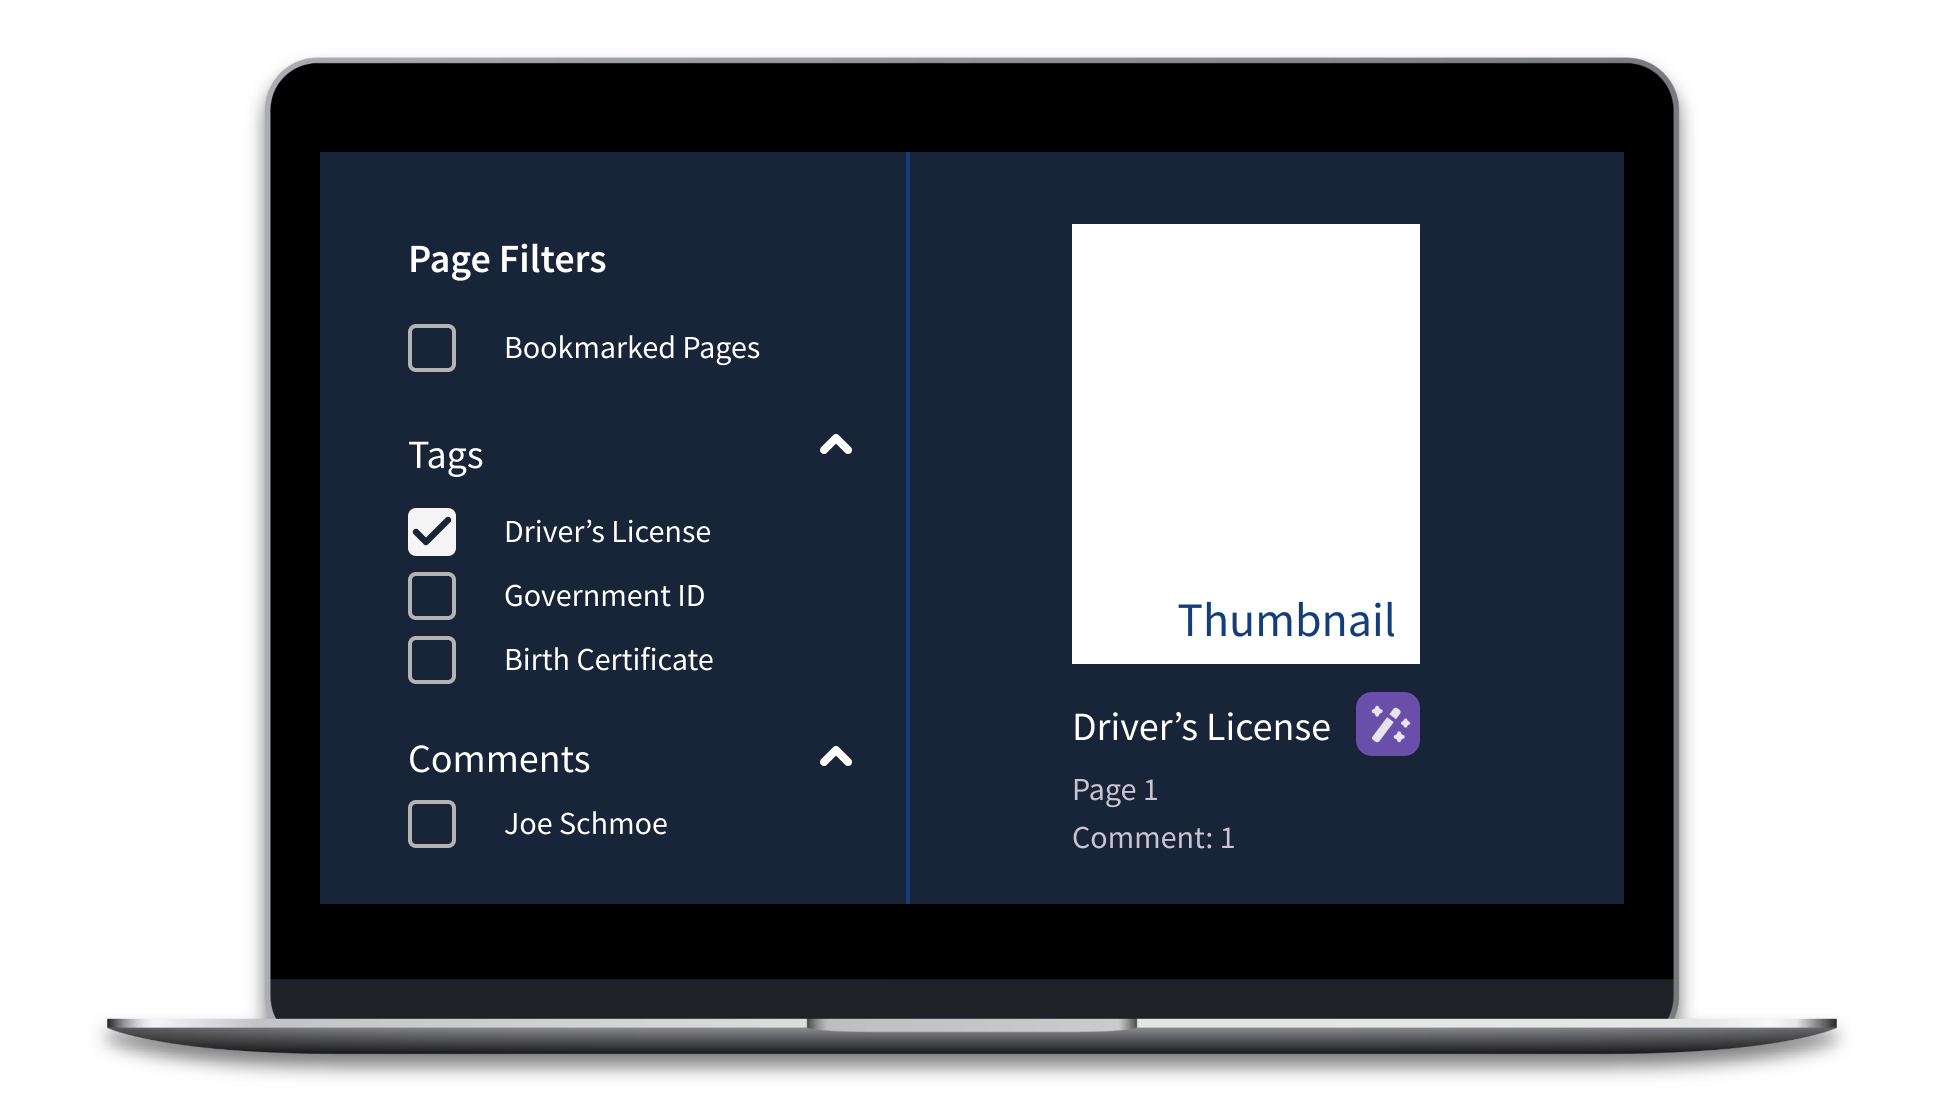 Page Filters
Bookmarked Pages
Tags
Driver’s License
Government ID
Birth Certificate
Comments
Joe Schmoe
Thumbnail
Driver’s License
Page 1
Comment: 1